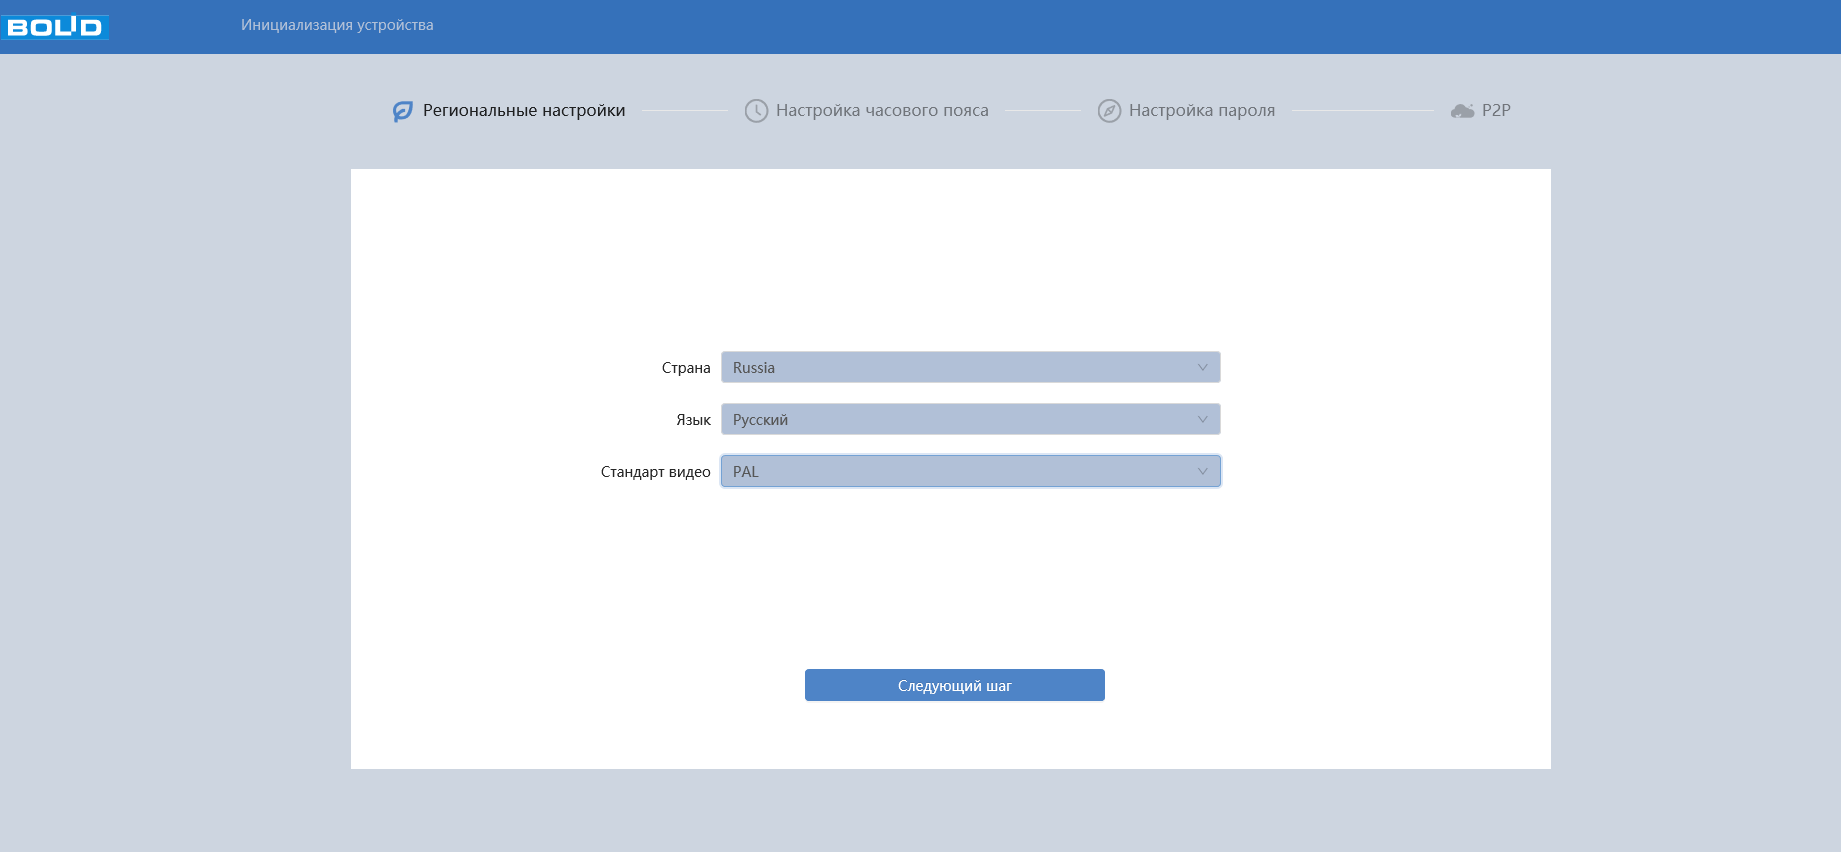 BOLID
Инициализация устройства
Региональные настройки
Настройка часового пояса
Настройка пароля
P2P
Страна
Russia
Язык
Русский
Стандарт видео
PAL
Следующий шаг